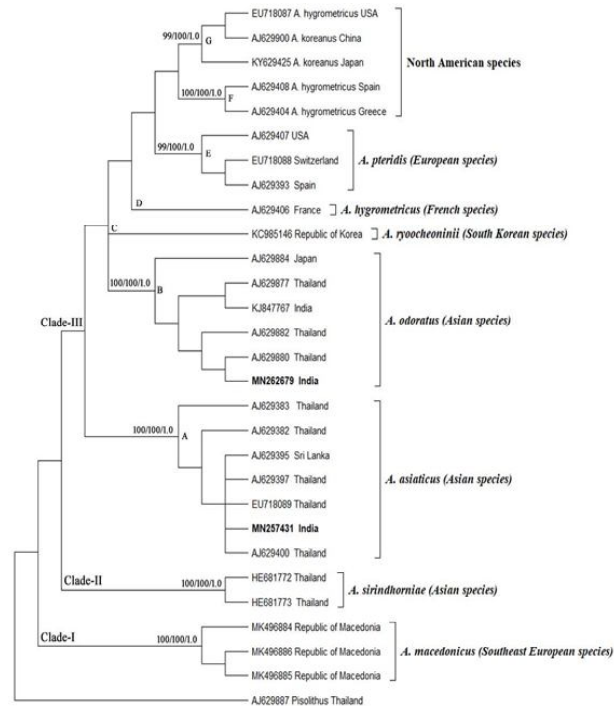 EU718087 A. hygrometricus USA
99/100/1.0
G
AJ629900 A. koreanus China
KY629425 A. koreanus Japan
North American species
AJ629408 A. hygrometricus Spain
100/100/1.0
F
AJ629404 A. hygrometricus Greece
AJ629407 USA
99/100/1.0
E
EU718088 Switzerland
A. pteridis (European species)
AJ629393 Spain
D
AJ629406 France
A. hygrometricus (French species)
C
KC985146 Republic of Korea
A. ryoocheoninii (South Korean species)
AJ629884 Japan
100/100/1.0
B
AJ629877 Thailand
KJ847767 India
A. odoratus (Asian species)
Clade-III
AJ629882 Thailand
AJ629880 Thailand
MN262679 India
AJ629383 Thailand
100/100/1.0
A
AJ629382 Thailand
AJ629395 Sri Lanka
AJ629397 Thailand
A. asiaticus (Asian species)
EU718089 Thailand
MN257431 India
AJ629400 Thailand
Clade-II
100/100/1.0
HE681772 Thailand
A. sirindhorniae (Asian species)
HE681773 Thailand
MK496884 Republic of Macedonia
Clade-I
100/100/1.0
MK496886 Republic of Macedonia
A. macedonicus (Southeast European species)
MK496885 Republic of Macedonia
AJ629887 Pisolithus Thailand